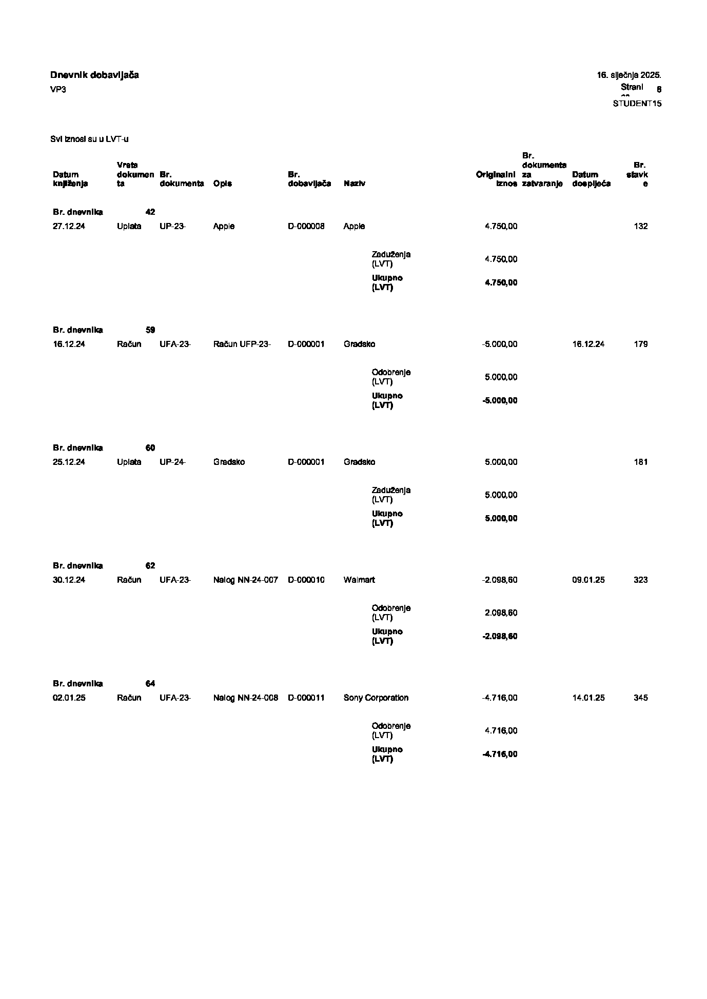 Dnevnik dobavljača
16. siječnja 2025.
VP3
Strani 6
STUDENT15
Svi iznosi su u LVT-u
Datum knjiženja Vrsta dokumen ta Br. dokumenta Opis Br. dobavljača Naziv Originalni iznos Br. dokumenta za zatvaranje Datum dospijeća Br. stavk e
Br. dnevnika 42
27.12.24 Uplata UP-23- Apple D-000008 Apple 4.750,00 132
Zaduženja (LVT) 4.750,00
Ukupno (LVT) 4.750,00
Br. dnevnika 59
16.12.24 Račun UFA-23- Račun UFP-23- D-000001 Gradsko -5.000,00 16.12.24 179
Odobrenje (LVT) 5.000,00
Ukupno (LVT) -5.000,00
Br. dnevnika 60
25.12.24 Uplata UP-24- Gradsko D-000001 Gradsko 5.000,00 181
Zaduženja (LVT) 5.000,00
Ukupno (LVT) 5.000,00
Br. dnevnika 62
30.12.24 Račun UFA-23- Nalog NN-24-007 D-000010 Walmart -2.098,60 09.01.25 323
Odobrenje (LVT) 2.098,60
Ukupno (LVT) -2.098,60
Br. dnevnika 64
02.01.25 Račun UFA-23- Nalog NN-24-008 D-000011 Sony Corporation -4.716,00 14.01.25 345
Odobrenje (LVT) 4.716,00
Ukupno (LVT) -4.716,00